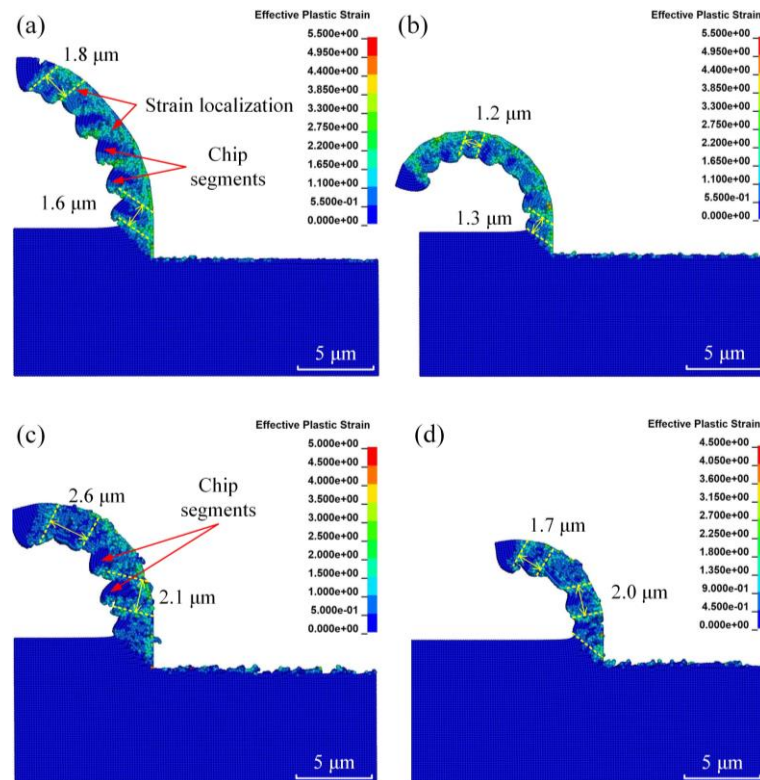 (a)
Effective Plastic Strain
5.500e+00
4.950e+00
4.400e+00
3.850e+00
3.300e+00
2.750e+00
2.200e+00
1.650e+00
1.100e+00
5.500e-01
0.000e+00
1.8 μm
Strain localization
Chip
segments
1.6 μm
5 μm
(b)
Effective Plastic Strain
5.500e+00
4.950e+00
4.400e+00
3.850e+00
3.300e+00
2.750e+00
2.200e+00
1.650e+00
1.100e+00
5.500e-01
0.000e+00
1.2 μm
1.3 μm
5 μm
(c)
Effective Plastic Strain
5.000e+00
4.500e+00
4.000e+00
3.500e+00
3.000e+00
2.500e+00
2.000e+00
1.500e+00
1.000e+00
5.000e-01
0.000e+00
2.6 μm
Chip
segments
2.1 μm
5 μm
(d)
Effective Plastic Strain
4.500e+00
4.050e+00
3.600e+00
3.150e+00
2.700e+00
2.250e+00
1.800e+00
1.350e+00
9.000e-01
4.500e-01
0.000e+00
1.7 μm
2.0 μm
5 μm